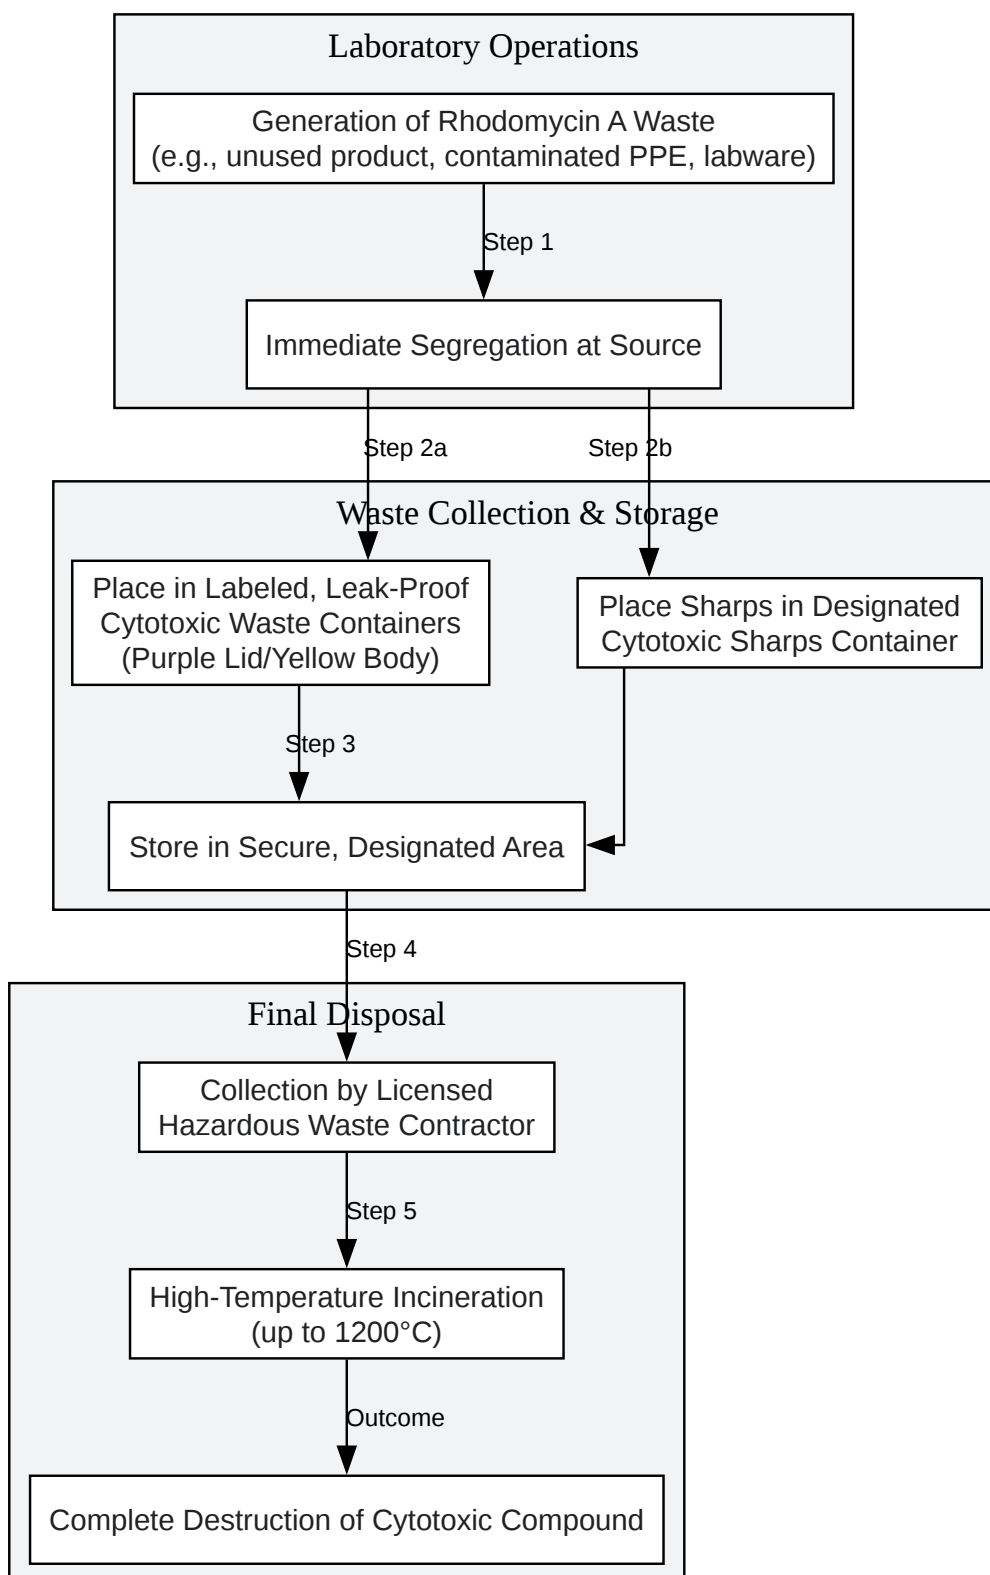 Laboratory Operations
Generation of Rhodomycin A Waste
(e.g., unused product, contaminated PPE, labware)
Step 1
Immediate Segregation at Source
Step 2a
Step 2b
Waste Collection & Storage
Place in Labeled, Leak-Proof
Cytotoxic Waste Containers
(Purple Lid/Yellow Body)
Place Sharps in Designated
Cytotoxic Sharps Container
Step 3
Store in Secure, Designated Area
Step 4
Final Disposal
Collection by Licensed
Hazardous Waste Contractor
Step 5
High-Temperature Incineration
(up to 1200°C)
Outcome
Complete Destruction of Cytotoxic Compound